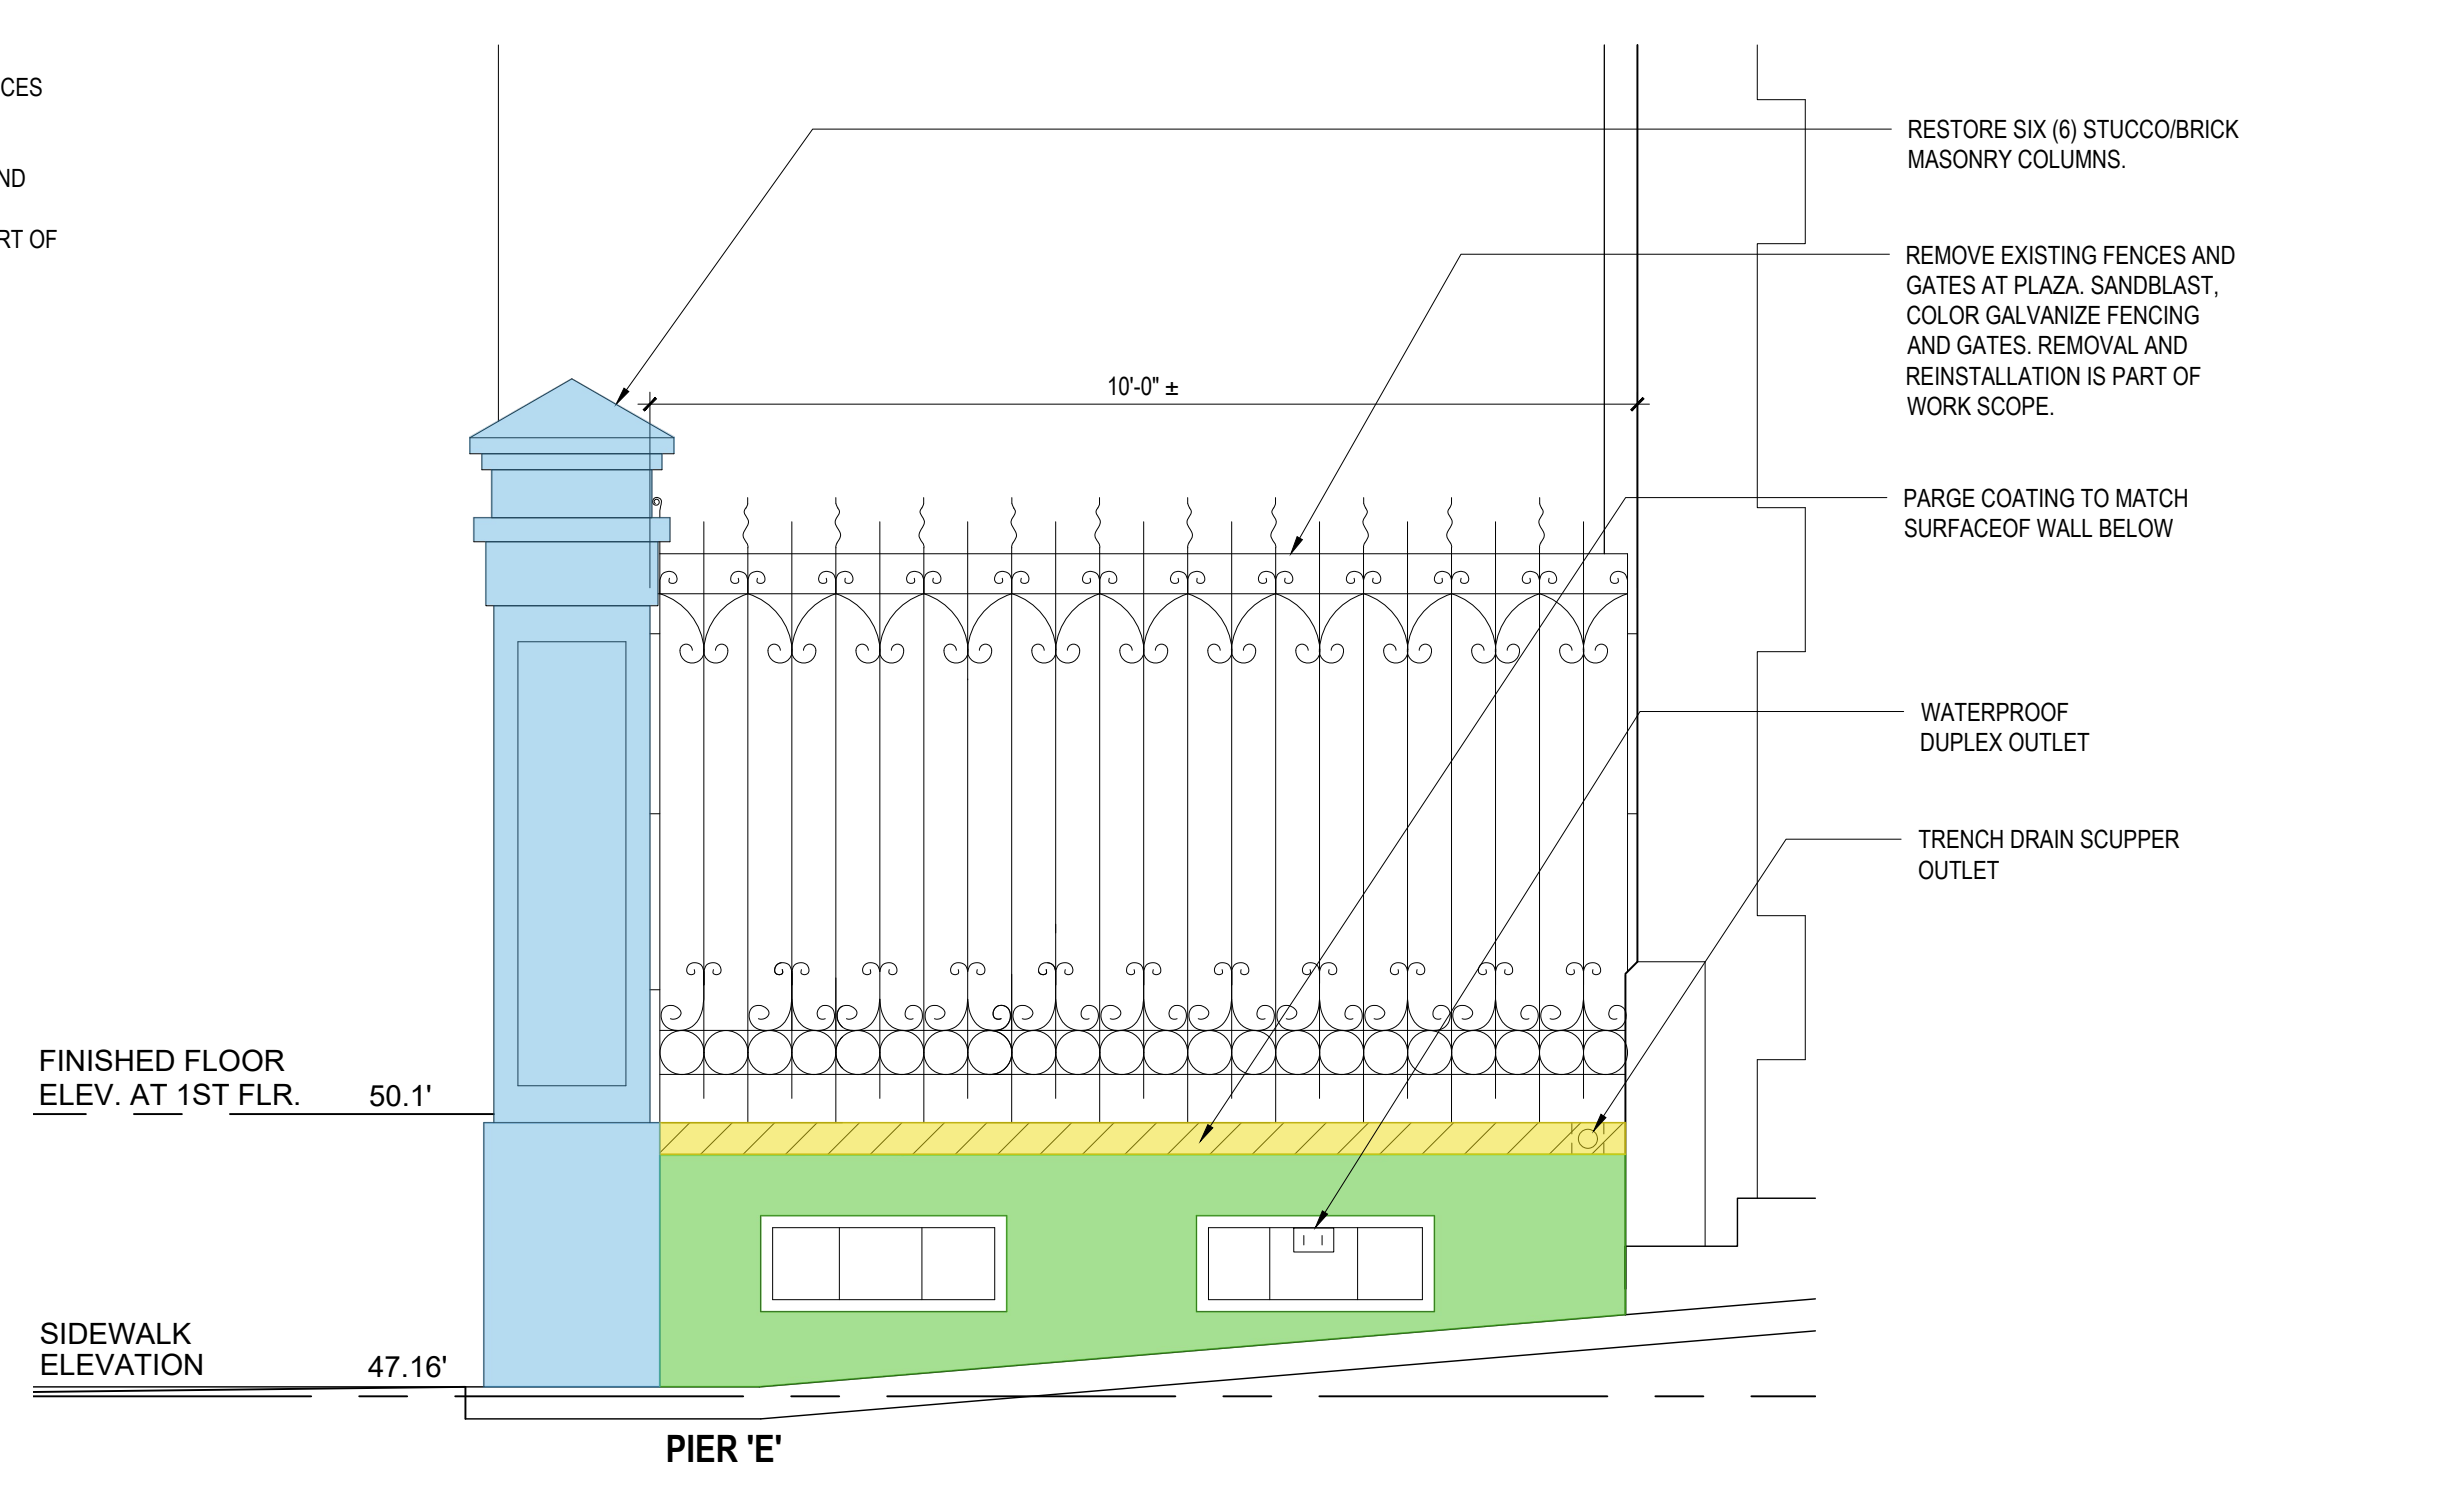 CES
ND
RT OF
RESTORE SIX (6) STUCCO/BRICK
MASONRY COLUMNS.
REMOVE EXISTING FENCES AND
GATES AT PLAZA. SANDBLAST,
COLOR GALVANIZE FENCING
AND GATES. REMOVAL AND
REINSTALLATION IS PART OF
WORK SCOPE.
10'-0" ±
PARGE COATING TO MATCH
SURFACEOF WALL BELOW
WATERPROOF
DUPLEX OUTLET
TRENCH DRAIN SCUPPER
OUTLET
FINISHED FLOOR
ELEV. AT 1ST FLR. 50.1'
SIDEWALK
ELEVATION 47.16'
PIER 'E'